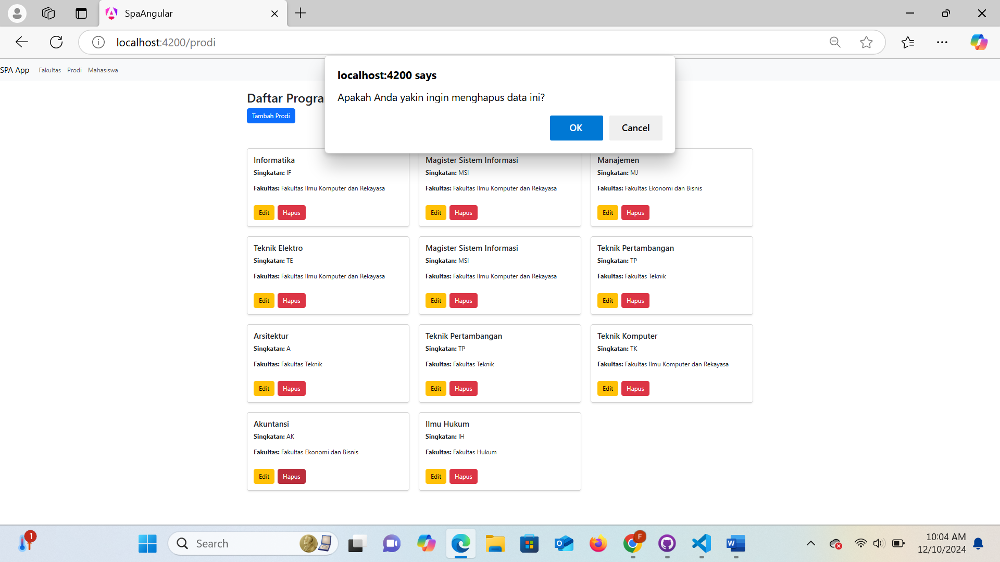 SpaAngular
localhost:4200/prodi
SPA App Fakultas Prodi Mahasiswa
localhost:4200 says
Apakah Anda yakin ingin menghapus data ini?
OK Cancel
Daftar Progra
Tambah Prodi
Informatika
Singkatan: IF
Fakultas: Fakultas Ilmu Komputer dan Rekayasa
Edit Hapus
Magister Sistem Informasi
Singkatan: MSI
Fakultas: Fakultas Ilmu Komputer dan Rekayasa
Edit Hapus
Manajemen
Singkatan: MJ
Fakultas: Fakultas Ekonomi dan Bisnis
Edit Hapus
Teknik Elektro
Singkatan: TE
Fakultas: Fakultas Ilmu Komputer dan Rekayasa
Edit Hapus
Magister Sistem Informasi
Singkatan: MSI
Fakultas: Fakultas Ilmu Komputer dan Rekayasa
Edit Hapus
Teknik Pertambangan
Singkatan: TP
Fakultas: Fakultas Teknik
Edit Hapus
Arsitektur
Singkatan: A
Fakultas: Fakultas Teknik
Edit Hapus
Teknik Pertambangan
Singkatan: TP
Fakultas: Fakultas Teknik
Edit Hapus
Teknik Komputer
Singkatan: TK
Fakultas: Fakultas Ilmu Komputer dan Rekayasa
Edit Hapus
Akuntansi
Singkatan: AK
Fakultas: Fakultas Ekonomi dan Bisnis
Edit Hapus
Ilmu Hukum
Singkatan: IH
Fakultas: Fakultas Hukum
Edit Hapus
1
Search
F
10:04 AM
12/10/2024